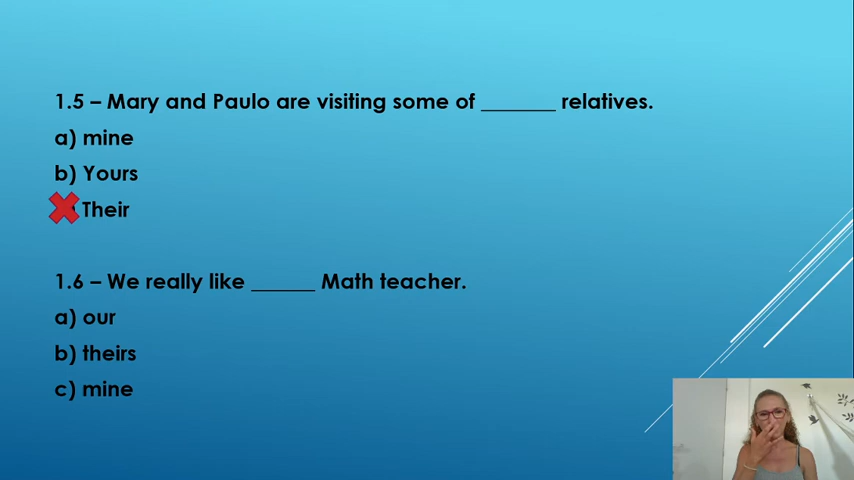 1.5 – Mary and Paulo are visiting some of _______ relatives.
a) mine
b) Yours
) Their
1.6 – We really like ______ Math teacher.
a) our
b) theirs
c) mine